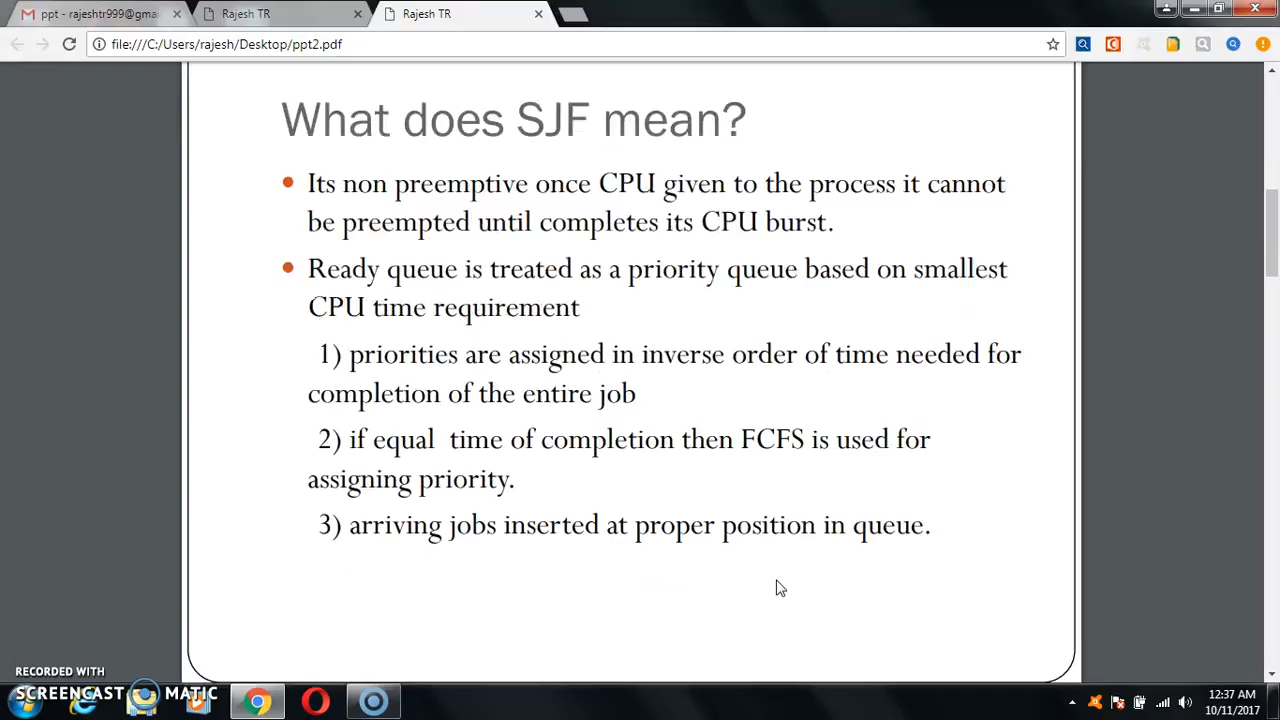 ppt - rajeshtr999@gma
Rajesh TR
Rajesh TR
file:///C:/Users/rajesh/Desktop/ppt2.pdf
What does SJF mean?
• Its non preemptive once CPU given to the process it cannot
be preempted until completes its CPU burst.
• Ready queue is treated as a priority queue based on smallest
CPU time requirement
1) priorities are assigned in inverse order of time needed for
completion of the entire job
2) if equal time of completion then FCFS is used for
assigning priority.
3) arriving jobs inserted at proper position in queue.
RECORDED WITH
SCREENCAST MATIC
12:37 AM
10/11/2017